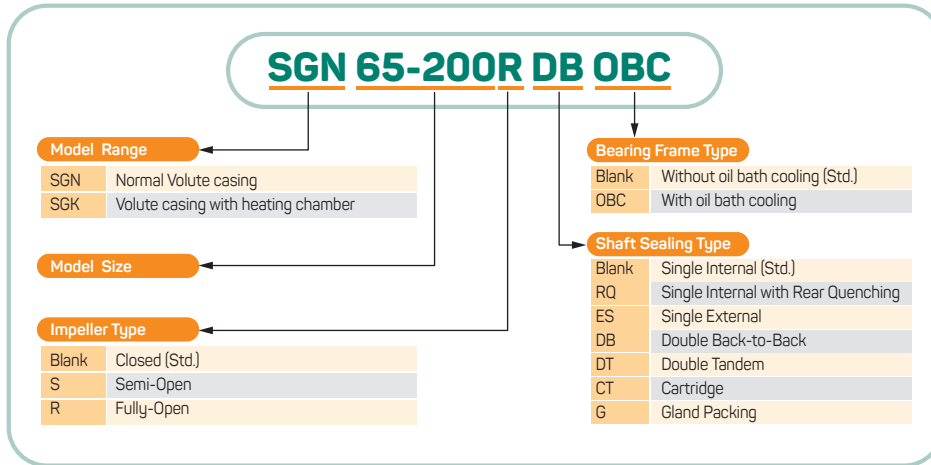 SGN 65-200R DB OBC
Model Range
SGN Normal Volute casing
SGK Volute casing with heating chamber
Model Size
Impeller Type
Blank Closed (Std.)
S Semi-Open
R Fully-Open
Bearing Frame Type
Blank Without oil bath cooling (Std.)
OBC With oil bath cooling
Shaft Sealing Type
Blank Single Internal (Std.)
RQ Single Internal with Rear Quenching
ES Single External
DB Double Back-to-Back
DT Double Tandem
CT Cartridge
G Gland Packing